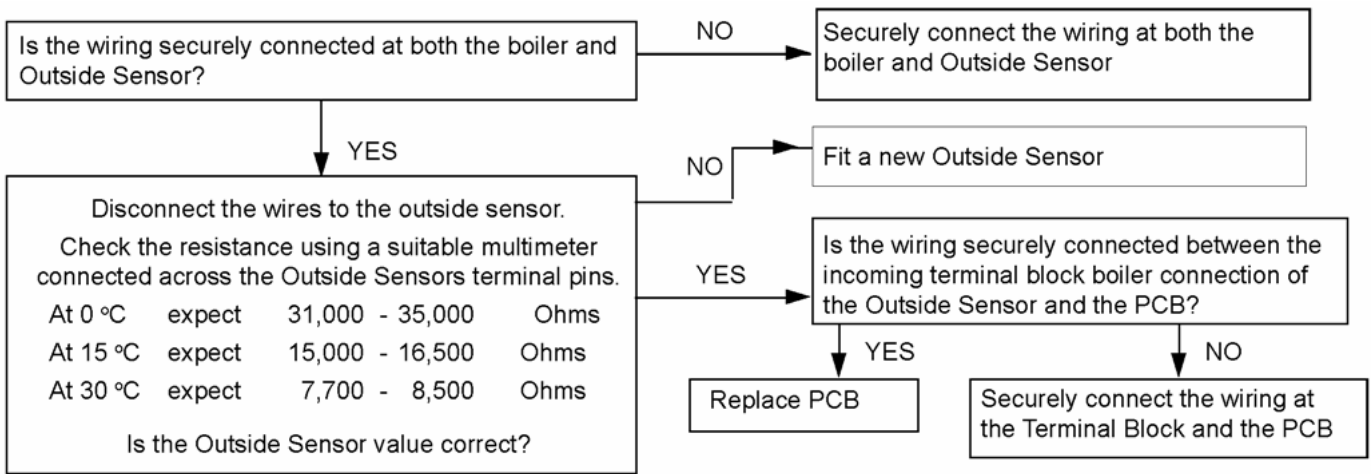 Is the wiring securely connected at both the boiler and
Outside Sensor?
NO
Securely connect the wiring at both the
boiler and Outside Sensor
YES
Disconnect the wires to the outside sensor.
Check the resistance using a suitable multimeter
connected across the Outside Sensors terminal pins.
At 0 ºC expect 31,000 - 35,000 Ohms
At 15 ºC expect 15,000 - 16,500 Ohms
At 30 ºC expect 7,700 - 8,500 Ohms
Is the Outside Sensor value correct?
NO
Fit a new Outside Sensor
YES
Is the wiring securely connected between the
incoming terminal block boiler connection of
the Outside Sensor and the PCB?
YES
Replace PCB
NO
Securely connect the wiring at
the Terminal Block and the PCB